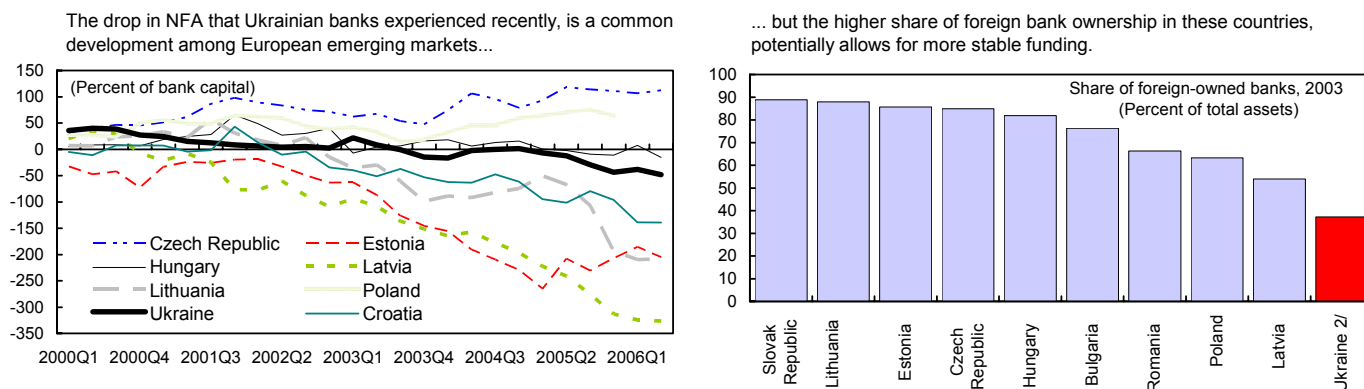 The drop in NFA that Ukrainian banks experienced recently, is a common
development among European emerging markets...
150
100
50
0
-50
-100
-150
-200
-250
-300
-350
(Percent of bank capital)
Czech Republic
Estonia
Hungary
Latvia
Lithuania
Poland
Ukraine
Croatia
2000Q1 2000Q4 2001Q3 2002Q2 2003Q1 2003Q4 2004Q3 2005Q2 2006Q1
... but the higher share of foreign bank ownership in these countries,
potentially allows for more stable funding.
100
90
80
70
60
50
40
30
20
10
0
Share of foreign-owned banks, 2003
(Percent of total assets)
Slovak
Republic
Lithuania
Estonia
Czech
Republic
Hungary
Bulgaria
Romania
Poland
Latvia
Ukraine 2/